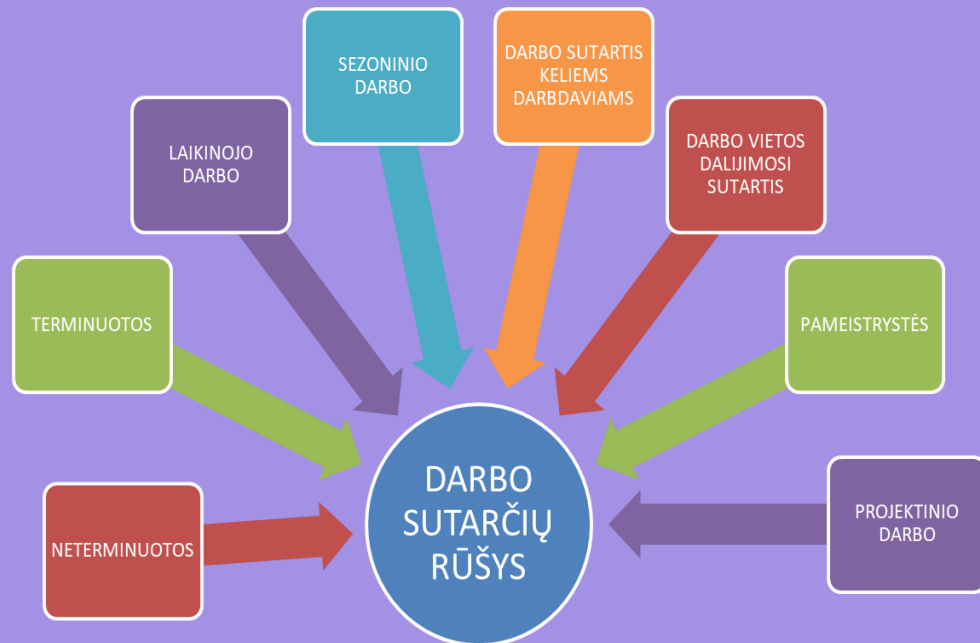 SEZONINIO
DARBO
DARBO SUTARTIS
KELIEMS
DARBDAVIAMS
LAIKINOJO
DARBO
DARBO VIETOS
DALIJIMOSI
SUTARTIS
TERMINUOTOS
PAMEISTRYSTĖS
NETERMINUOTOS
PROJEKTINIO
DARBO
DARBO
SUTARČIŲ
RŪŠYS